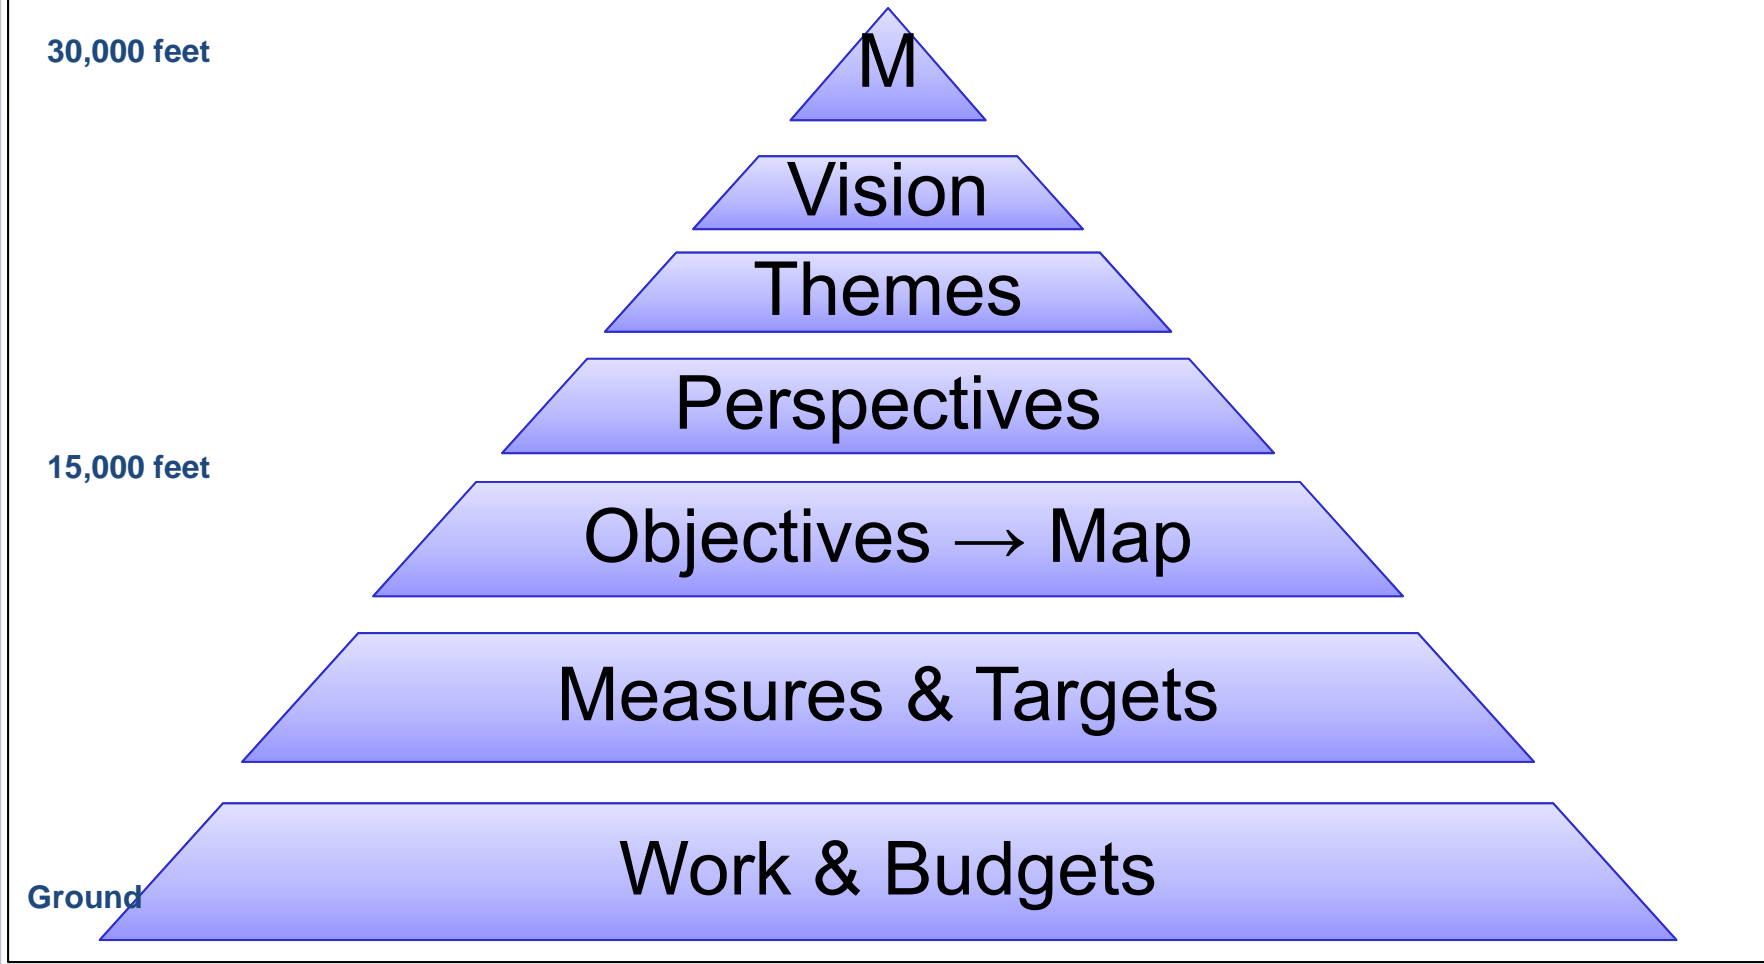 30,000 feet
M
Vision
Themes
Perspectives
15,000 feet
Objectives → Map
Measures & Targets
Work & Budgets
Ground